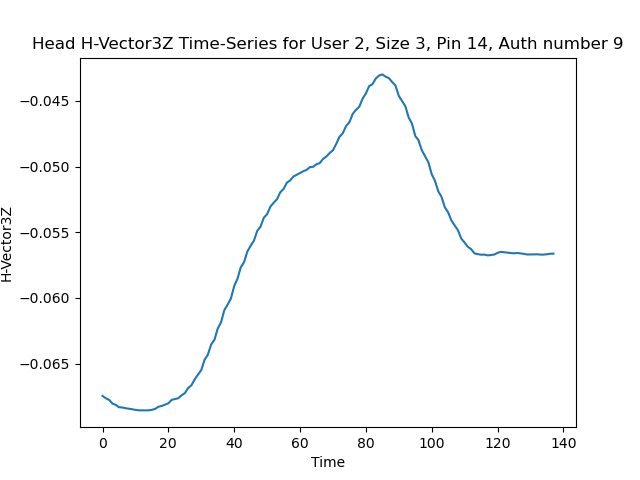 Head H-Vector3Z Time-Series for User 2, Size 3, Pin 14, Auth number 9
H-Vector3Z
−0.045
−0.050
−0.055
−0.060
−0.065
0 20 40 60 80 100 120 140
Time